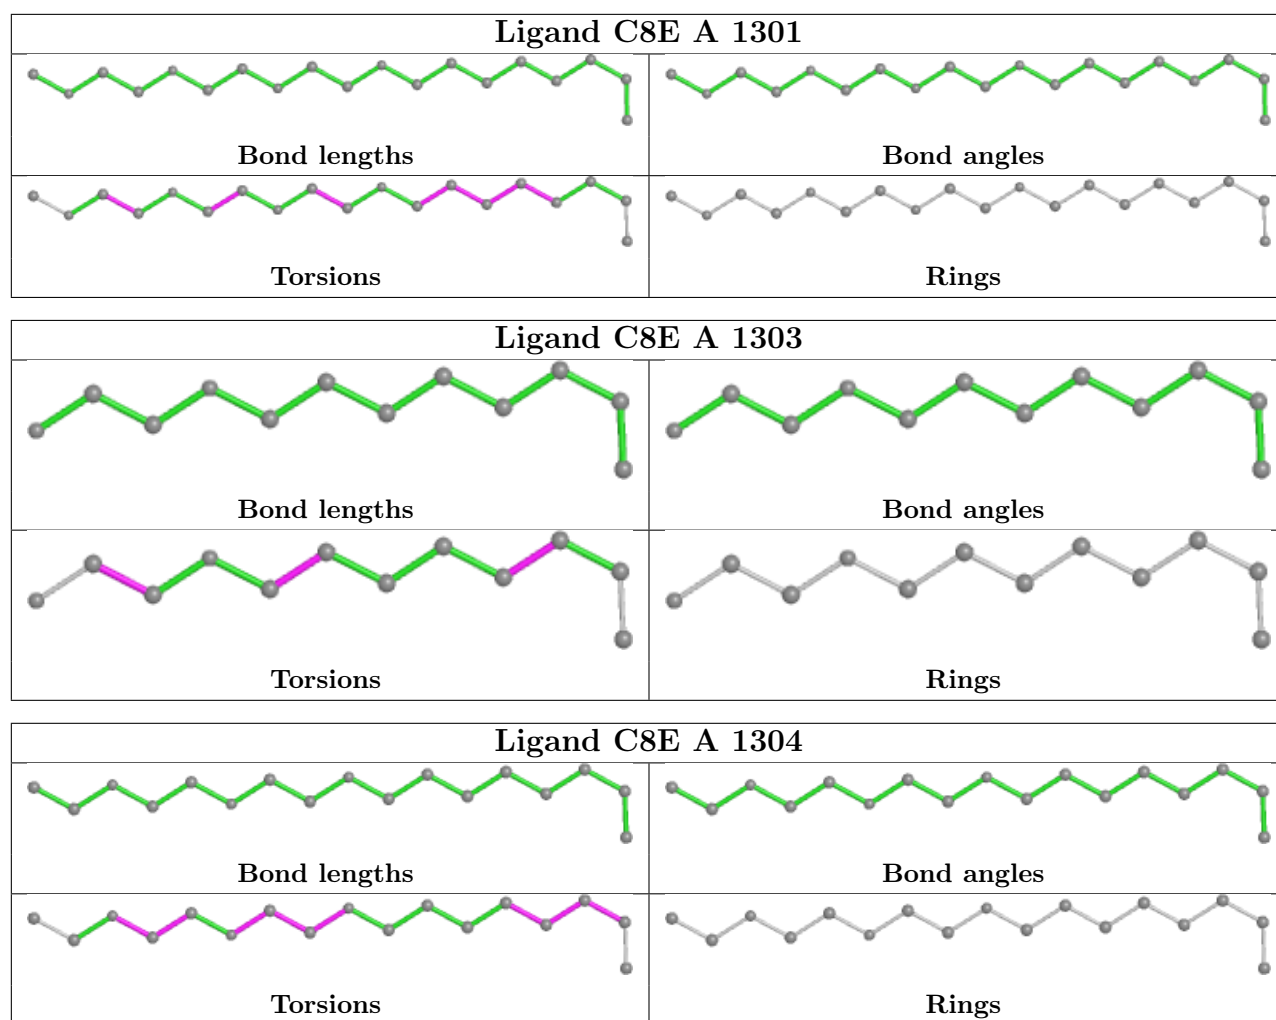 Ligand C8E A 1301
Bond lengths
Bond angles
Torsions
Rings
Ligand C8E A 1303
Bond lengths
Bond angles
Torsions
Rings
Ligand C8E A 1304
Bond lengths
Bond angles
Torsions
Rings